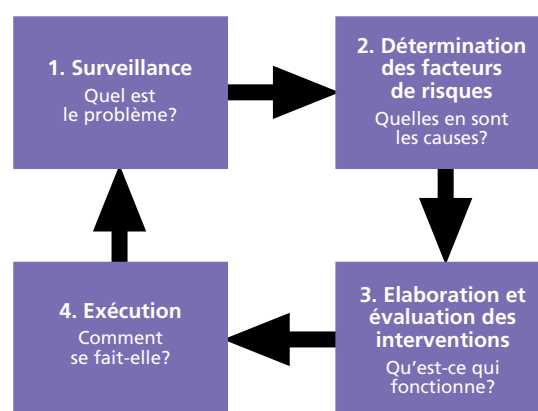 1. Surveillance
Quel est
le problème?
2. Détermination
des facteurs
de risques
Quelles en sont
les causes?
3. Elaboration et
évaluation des
interventions
Qu’est-ce qui
fonctionne?
4. Exécution
Comment
se fait-elle?